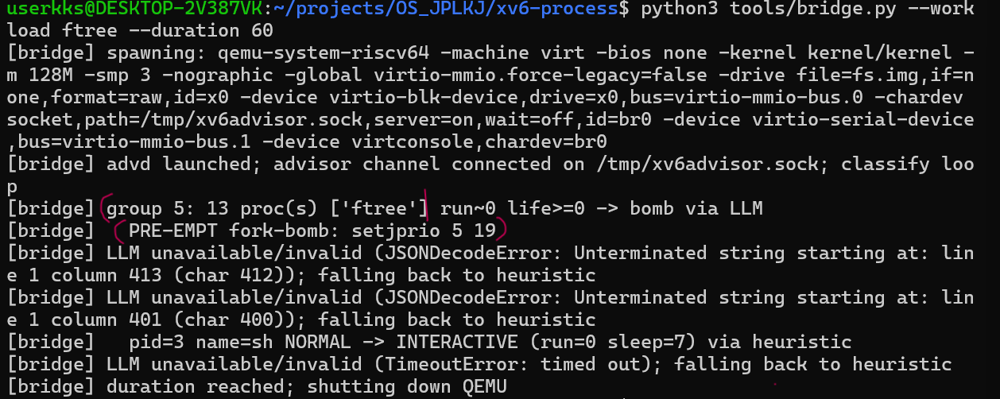 userkks@DESKTOP-2V387VK:~/projects/OS_JPLKJ/xv6-process$ python3 tools/bridge.py --work
load ftree --duration 60
[bridge] spawning: qemu-system-riscv64 -machine virt -bios none -kernel kernel/kernel -
m 128M -smp 3 -nographic -global virtio-mmio.force-legacy=false -drive file=fs.img,if=n
one,format=raw,id=x0 -device virtio-blk-device,drive=x0,bus=virtio-mmio-bus.0 -chardev
socket,path=/tmp/xv6advisor.sock,server=on,wait=off,id=br0 -device virtio-serial-device
,bus=virtio-mmio-bus.1 -device virtconsole,chardev=br0
[bridge] advd launched; advisor channel connected on /tmp/xv6advisor.sock; classify loo
p
[bridge] group 5: 13 proc(s) ['ftree'] run~0 life>=0 -> bomb via LLM
[bridge]   PRE-EMPT fork-bomb: setjprio 5 19
[bridge] LLM unavailable/invalid (JSONDecodeError: Unterminated string starting at: lin
e 1 column 413 (char 412)); falling back to heuristic
[bridge] LLM unavailable/invalid (JSONDecodeError: Unterminated string starting at: lin
e 1 column 401 (char 400)); falling back to heuristic
[bridge]   pid=3 name=sh NORMAL -> INTERACTIVE (run=0 sleep=7) via heuristic
[bridge] LLM unavailable/invalid (TimeoutError: timed out); falling back to heuristic
[bridge] duration reached; shutting down QEMU